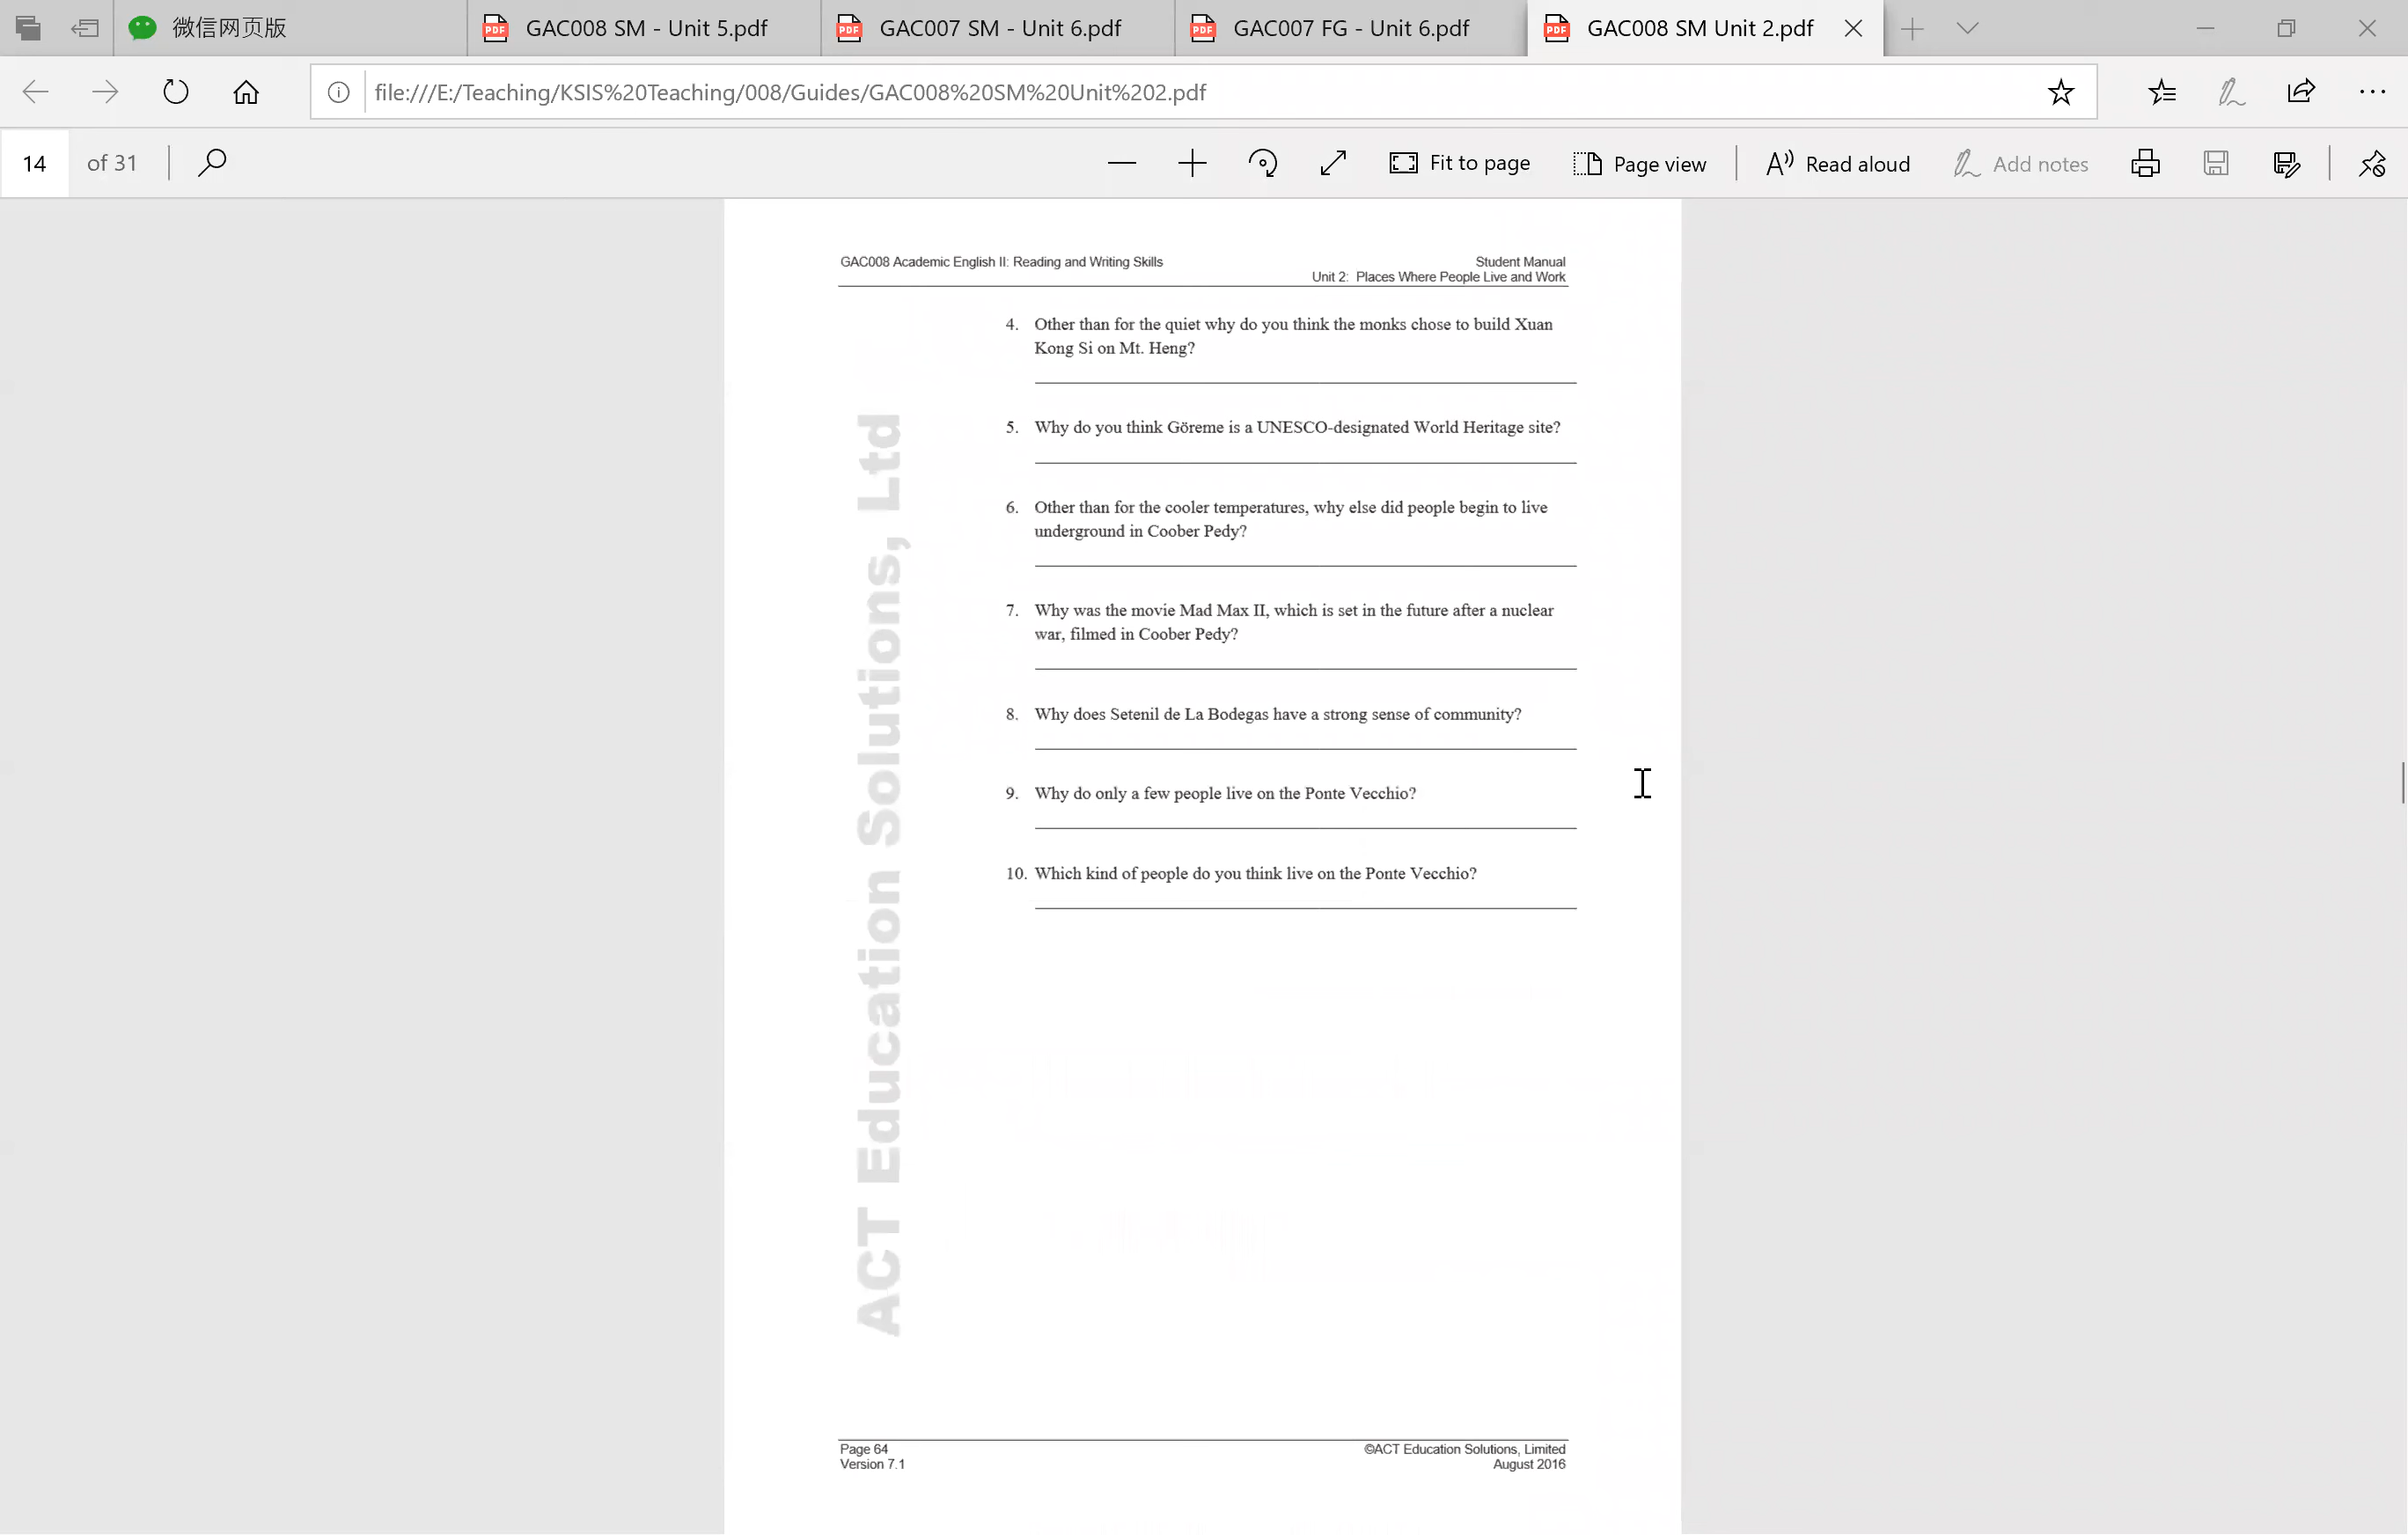 微信网页版
GAC008 SM - Unit 5.pdf
GAC007 SM - Unit 6.pdf
GAC007 FG - Unit 6.pdf
GAC008 SM Unit 2.pdf
file:///E:/Teaching/KSIS%20Teaching/008/Guides/GAC008%20SM%20Unit%202.pdf
14 of 31
Fit to page
Page view
Read aloud
Add notes
GAC008 Academic English II: Reading and Writing Skills
Student Manual
Unit 2: Places Where People Live and Work
4. Other than for the quiet why do you think the monks chose to build Xuan
Kong Si on Mt. Heng?
5. Why do you think Göreme is a UNESCO-designated World Heritage site?
6. Other than for the cooler temperatures, why else did people begin to live
underground in Coober Pedy?
7. Why was the movie Mad Max II, which is set in the future after a nuclear
war, filmed in Coober Pedy?
8. Why does Setenil de La Bodegas have a strong sense of community?
9. Why do only a few people live on the Ponte Vecchio?
10. Which kind of people do you think live on the Ponte Vecchio?
ACT Education Solutions, Ltd
Page 64
Version 7.1
©ACT Education Solutions, Limited
August 2016